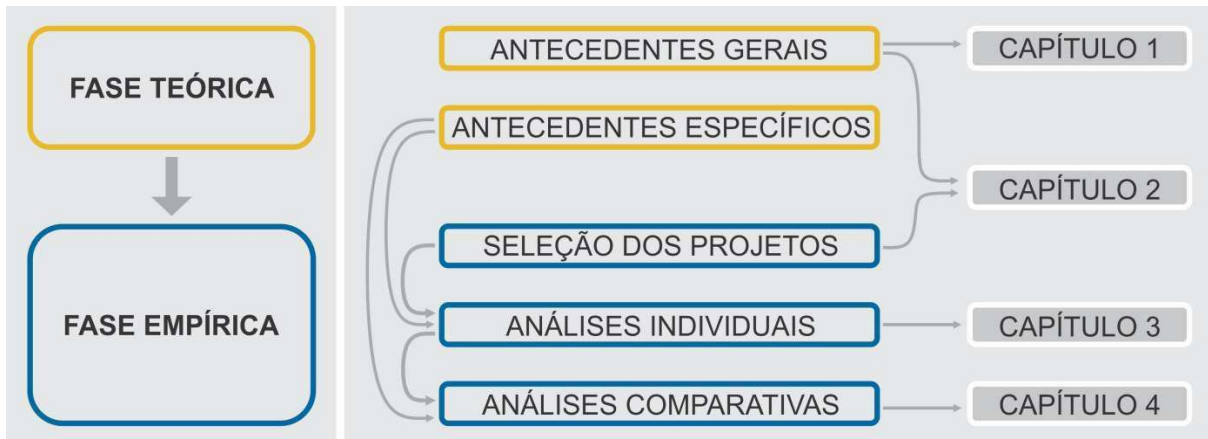 FASE TEÓRICA
FASE EMPÍRICA
ANTECEDENTES GERAIS
CAPÍTULO 1
ANTECEDENTES ESPECÍFICOS
CAPÍTULO 2
SELEÇÃO DOS PROJETOS
ANÁLISES INDIVIDUAIS
CAPÍTULO 3
ANÁLISES COMPARATIVAS
CAPÍTULO 4